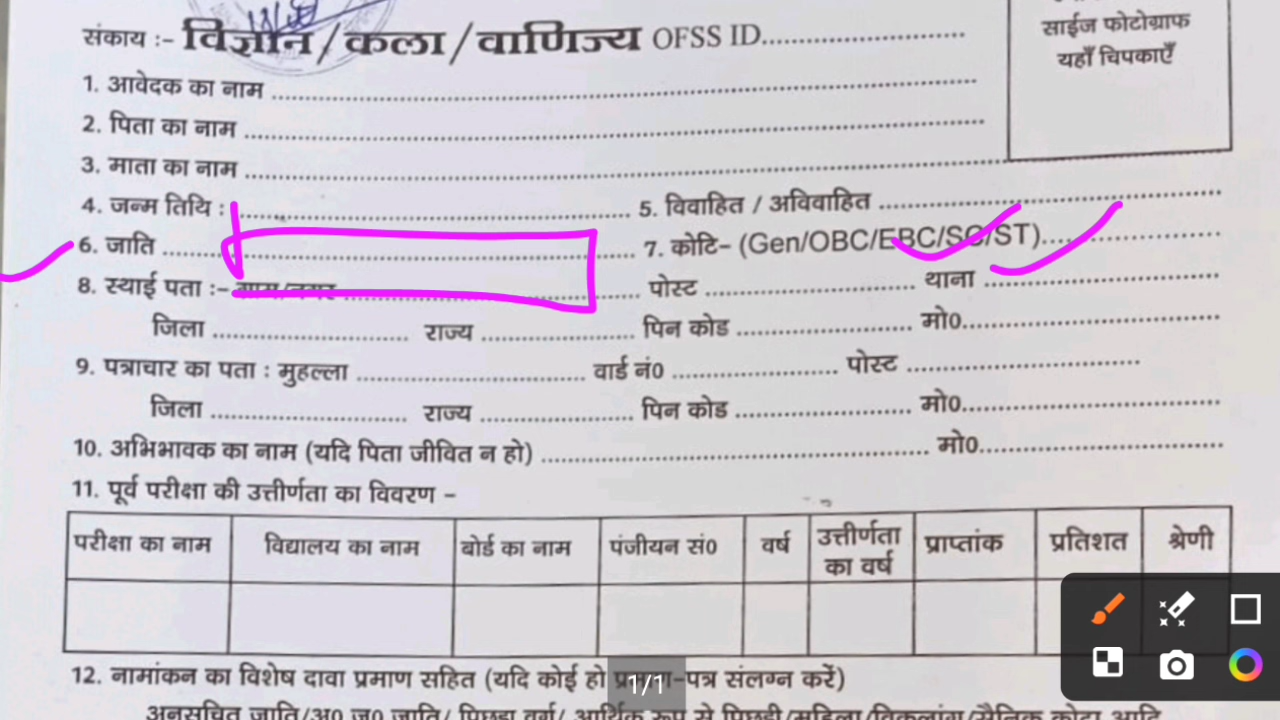 साईज फोटोग्राफ
यहाँ चिपकाएँ
संकाय :- विज्ञान / कला / वाणिज्य OFSS ID
1. आवेदक का नाम
2. पिता का नाम
3. माता का नाम
4. जन्म तिथि : 5. विवाहित / अविवाहित
6. जाति 7. कोटि- (Gen/OBC/EBC/SC/ST)
8. स्थाई पता :- पोस्ट थाना
जिला राज्य पिन कोड मो0
9. पत्राचार का पता : मुहल्ला वार्ड नं0 पोस्ट
जिला राज्य पिन कोड मो0
10. अभिभावक का नाम (यदि पिता जीवित न हो) मो0
11. पूर्व परीक्षा की उत्तीर्णता का विवरण -
परीक्षा का नाम विद्यालय का नाम बोर्ड का नाम पंजीयन सं0 वर्ष उत्तीर्णता का वर्ष प्राप्तांक प्रतिशत श्रेणी
12. नामांकन का विशेष दावा प्रमाण सहित (यदि कोई हो प्रमाण-पत्र संलग्न करें)
1/1